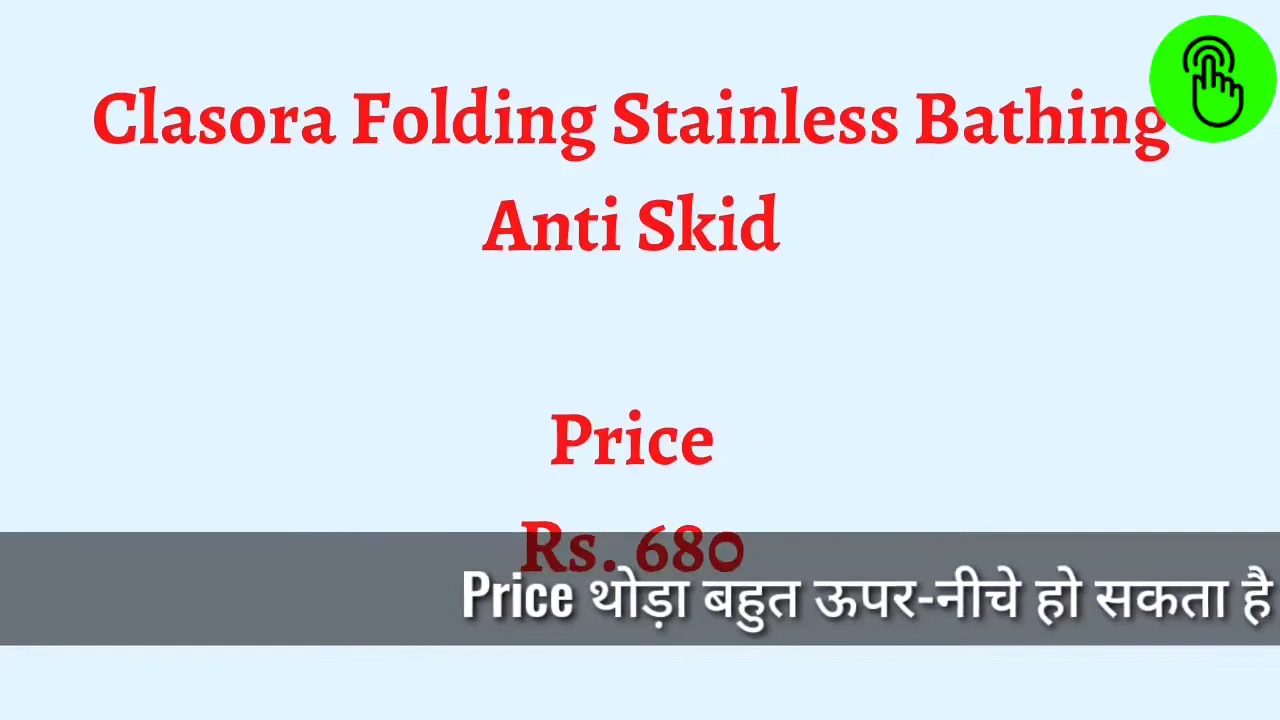 Clasora Folding Stainless Bathing
Anti Skid
Price
Rs. 680
Price थोड़ा बहुत ऊपर-नीचे हो सकता है